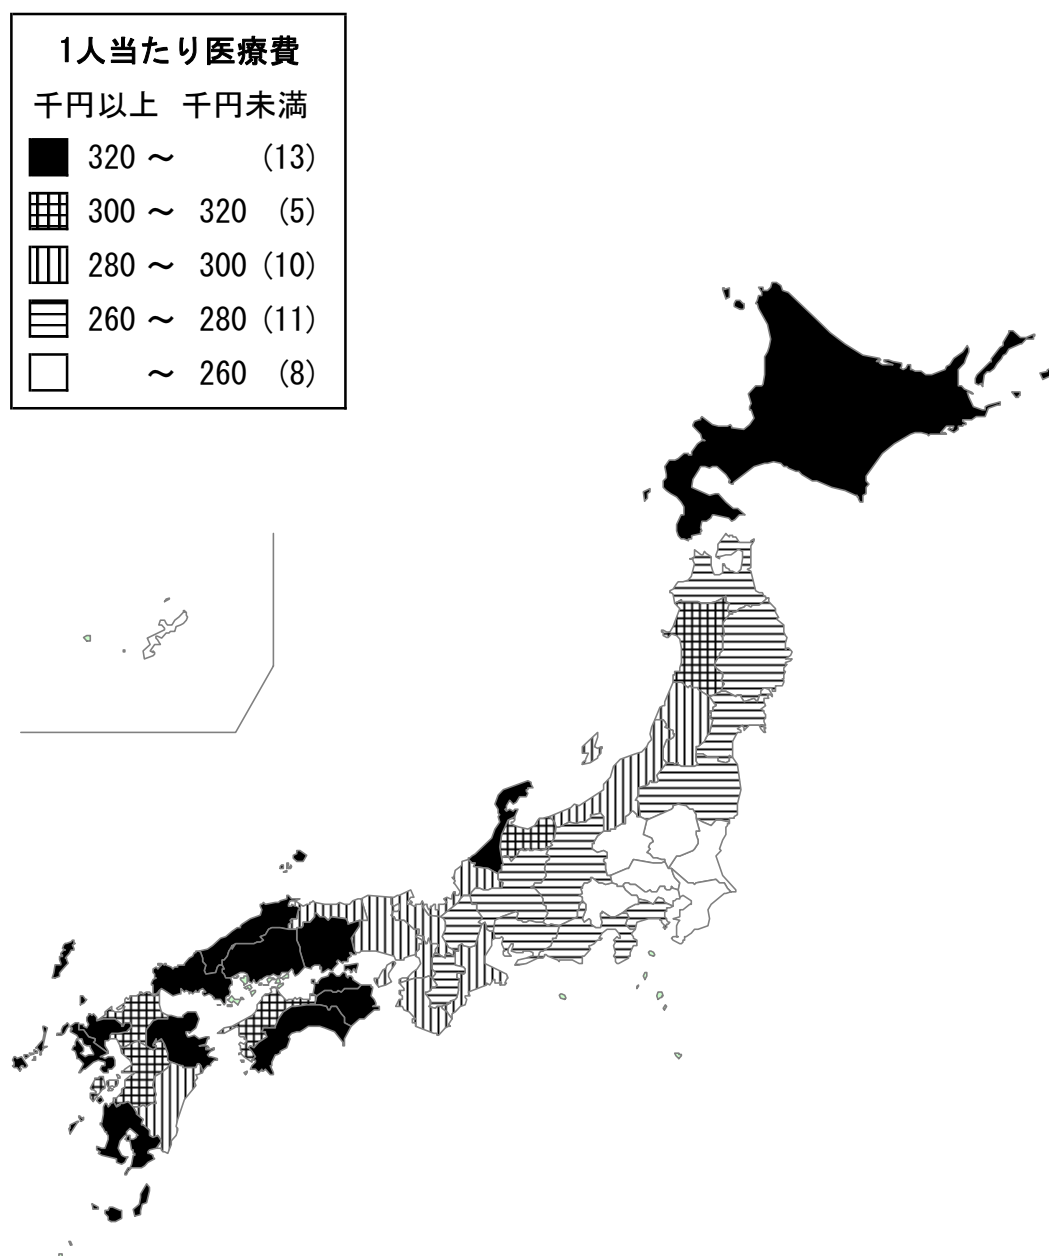 1人当たり医療費
千円以上 千円未満
320 ～ (13)
300 ～ 320 (5)
280 ～ 300 (10)
260 ～ 280 (11)
～ 260 (8)